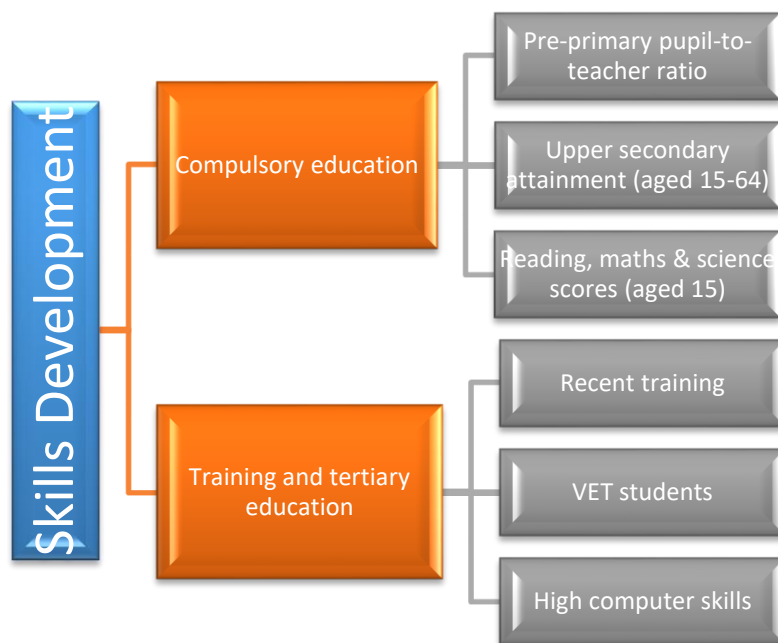 Skills Development
Compulsory education
Pre-primary pupil-to-
teacher ratio
Upper secondary
attainment (aged 15-64)
Reading, maths & science
scores (aged 15)
Training and tertiary
education
Recent training
VET students
High computer skills